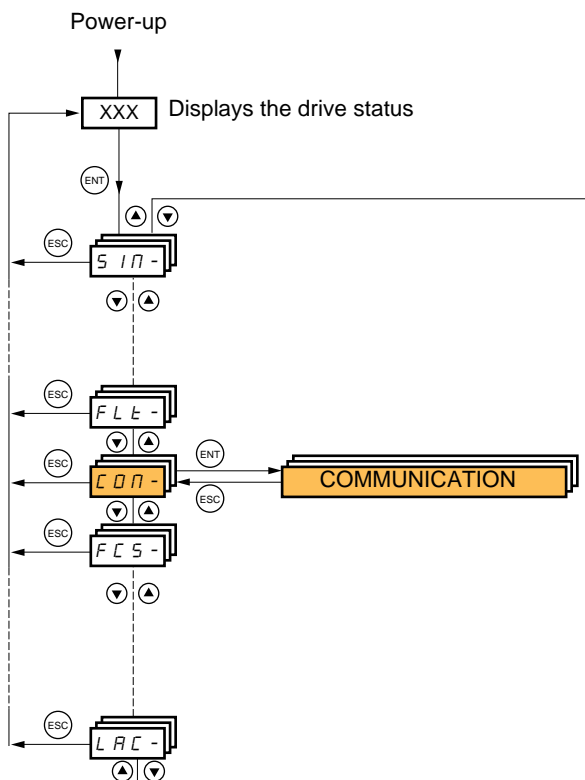 Power-up
XXX Displays the drive status
ENT
ESC
SIM-
ESC
FLt-
ESC
COM-
ENT
ESC
COMMUNICATION
ESC
FCS-
ESC
LAC-